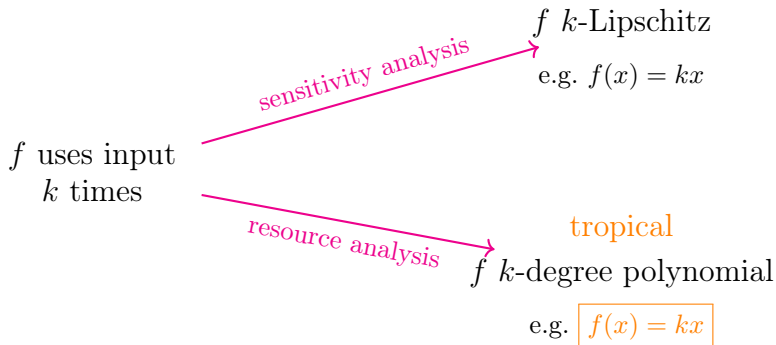 f k-Lipschitz
e.g. f(x) = kx
sensitivity analysis
f uses input
k times
resource analysis
tropical
f k-degree polynomial
e.g. f(x) = kx